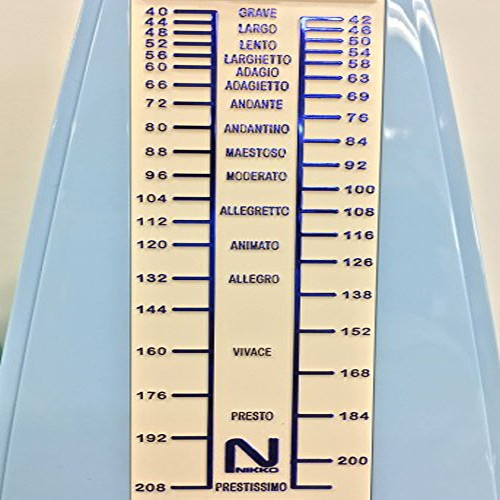 40 GRAVE 42
44 LARGO 46
48 LENTO 50
52 LARGHETTO 54
56 ADAGIO 58
60 ADAGIETTO 63
66 ANDANTE 69
72 ANDANTINO 76
80 MAESTOSO 84
88 MODERATO 92
96 ALLEGRETTO 100
104 ANIMATO 108
112 ALLEGRO 116
120 VIVACE 126
132 PRESTO 138
144 152
160 168
176 184
192 N 200
NIKKO
208 PRESTISSIMO